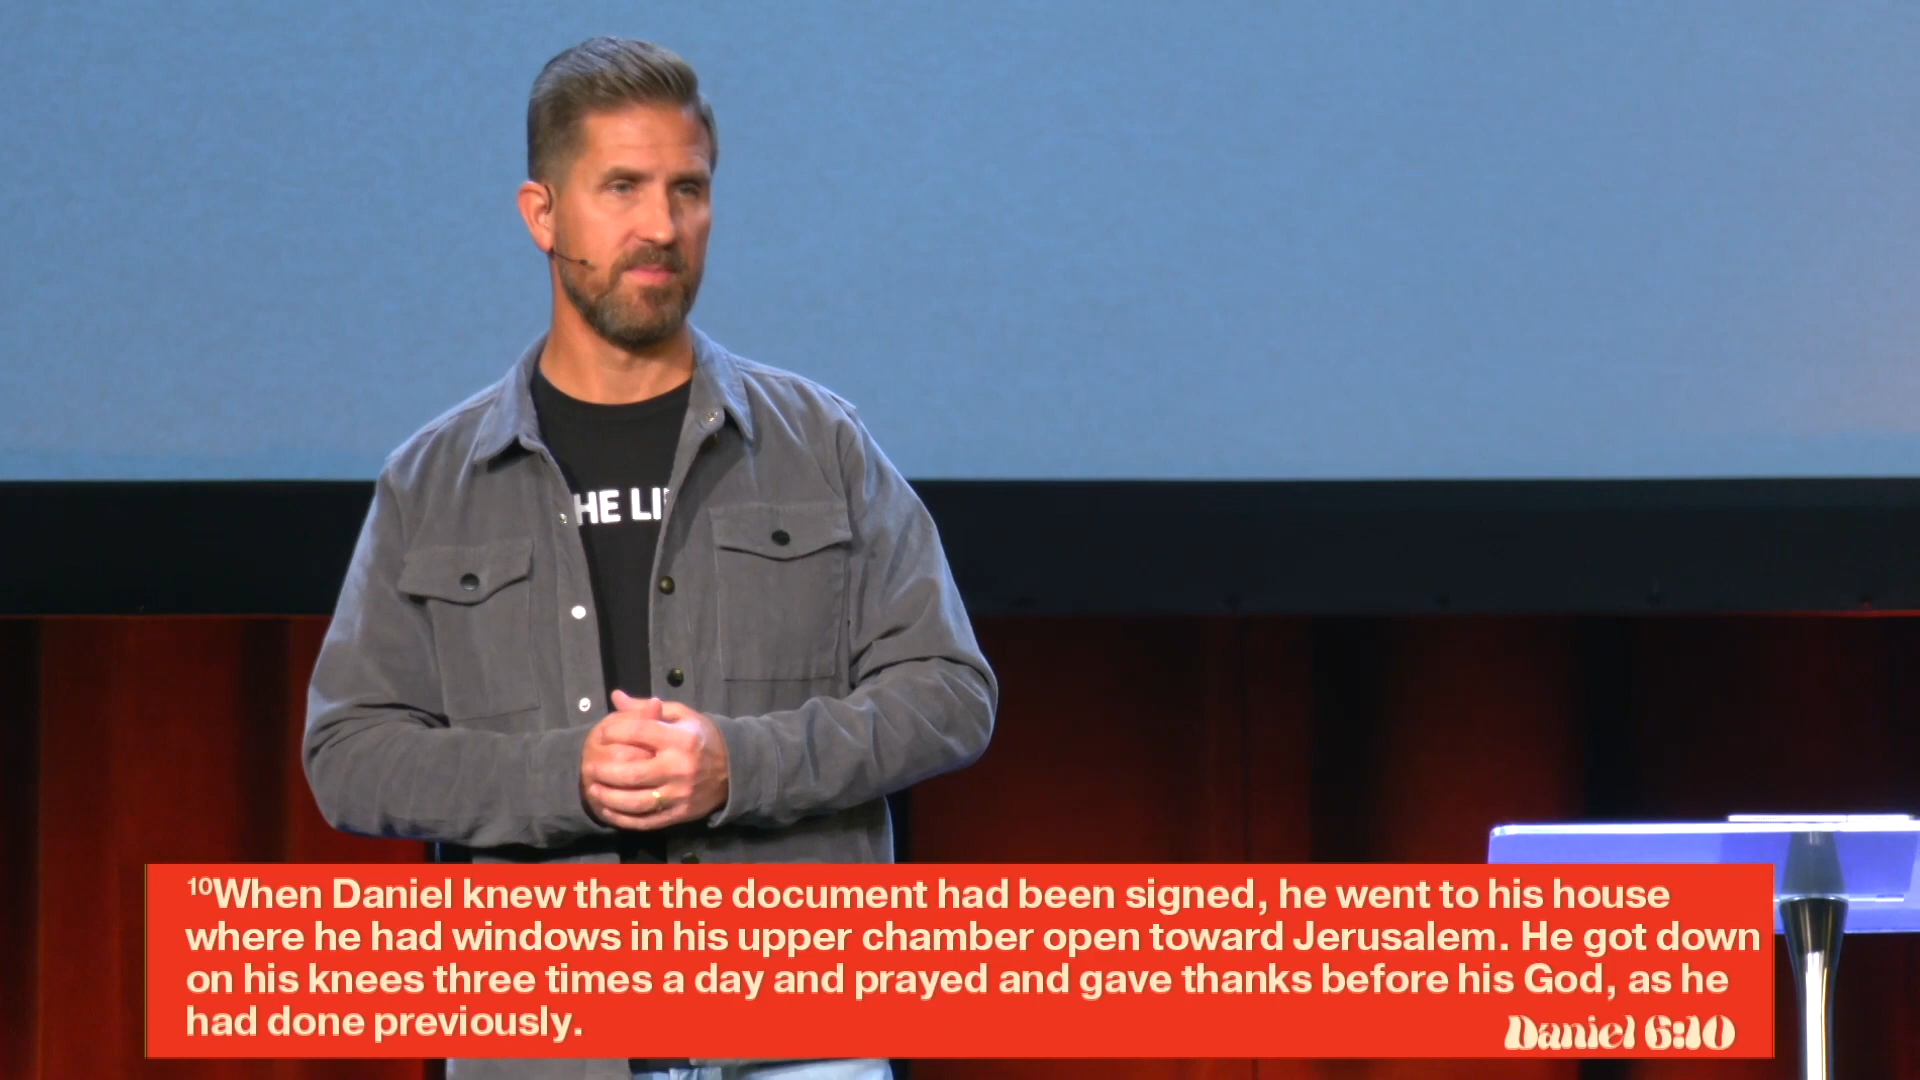 HE LI
¹⁰When Daniel knew that the document had been signed, he went to his house
where he had windows in his upper chamber open toward Jerusalem. He got down
on his knees three times a day and prayed and gave thanks before his God, as he
had done previously.
Daniel 6:10